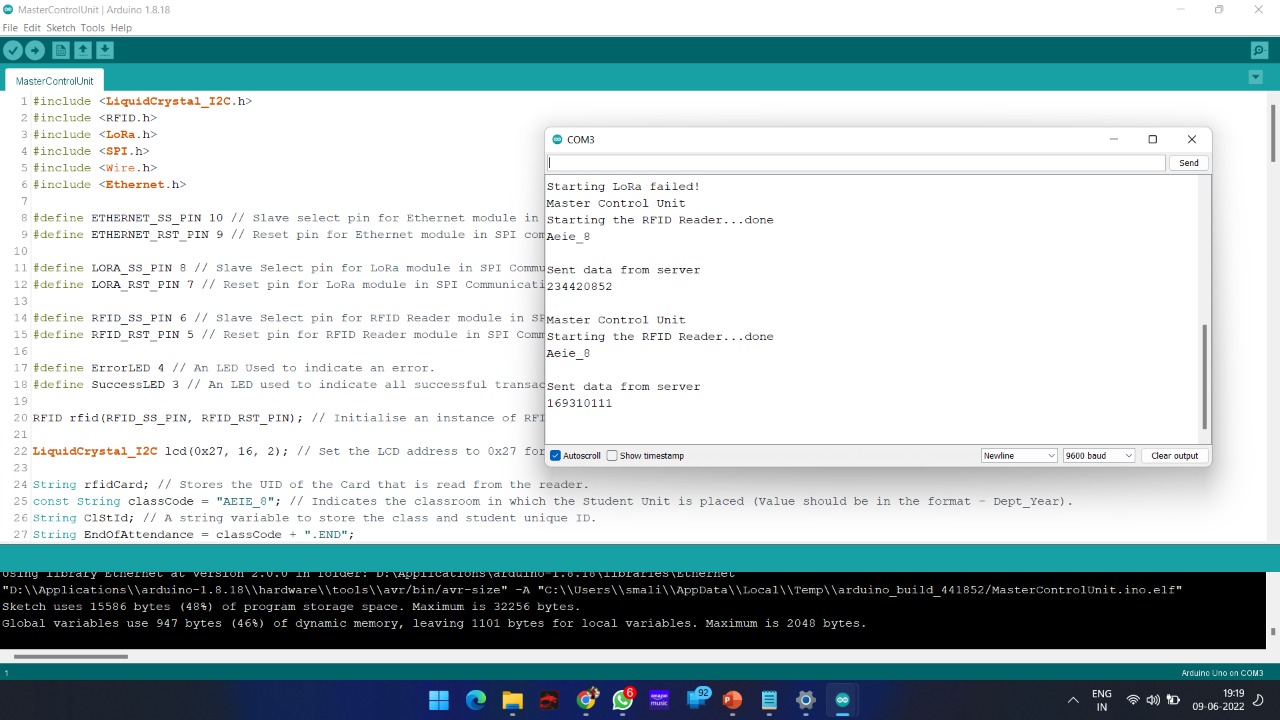 MasterControlUnit | Arduino 1.8.18
File Edit Sketch Tools Help
MasterControlUnit
1 #include <LiquidCrystal_I2C.h>
2 #include <RFID.h>
3 #include <LoRa.h>
4 #include <SPI.h>
5 #include <Wire.h>
6 #include <Ethernet.h>
7
8 #define ETHERNET_SS_PIN 10 // Slave select pin for Ethernet module in
9 #define ETHERNET_RST_PIN 9 // Reset pin for Ethernet module in SPI com
10
11 #define LORA_SS_PIN 8 // Slave Select pin for LoRa module in SPI Commu
12 #define LORA_RST_PIN 7 // Reset pin for LoRa module in SPI Communicati
13
14 #define RFID_SS_PIN 6 // Slave Select pin for RFID Reader module in SP
15 #define RFID_RST_PIN 5 // Reset pin for RFID Reader module in SPI Comm
16
17 #define ErrorLED 4 // An LED Used to indicate an error.
18 #define SuccessLED 3 // An LED used to indicate all successful transac
19
20 RFID rfid(RFID_SS_PIN, RFID_RST_PIN); // Initialise an instance of RFI
21
22 LiquidCrystal_I2C lcd(0x27, 16, 2); // Set the LCD address to 0x27 for
23
24 String rfidCard; // Stores the UID of the Card that is read from the reader.
25 const String classCode = "AEIE_8"; // Indicates the classroom in which the Student Unit is placed (Value should be in the format - Dept_Year).
26 String ClStId; // A string variable to store the class and student unique ID.
27 String EndOfAttendance = classCode + ".END";
COM3
Send
Starting LoRa failed!
Master Control Unit
Starting the RFID Reader...done
Aeie_8
Sent data from server
234420852
Master Control Unit
Starting the RFID Reader...done
Aeie_8
Sent data from server
169310111
Autoscroll Show timestamp Newline 9600 baud Clear output
Using library Ethernet at version 2.0.0 in folder: D:\Applications\arduino-1.8.18\libraries\Ethernet
"D:\\Applications\\arduino-1.8.18\\hardware\\tools\\avr/bin/avr-size" -A "C:\\Users\\smali\\AppData\\Local\\Temp\\arduino_build_441852/MasterControlUnit.ino.elf"
Sketch uses 15586 bytes (48%) of program storage space. Maximum is 32256 bytes.
Global variables use 947 bytes (46%) of dynamic memory, leaving 1101 bytes for local variables. Maximum is 2048 bytes.
1 Arduino Uno on COM3
amazon music
6
92
ENG
IN
19:19
09-06-2022